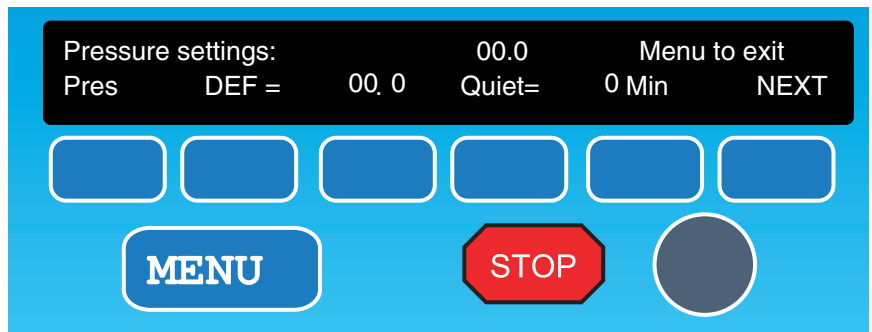 Pressure settings: 00.0 Menu to exit
Pres DEF = 00. 0 Quiet= 0 Min NEXT
MENU STOP